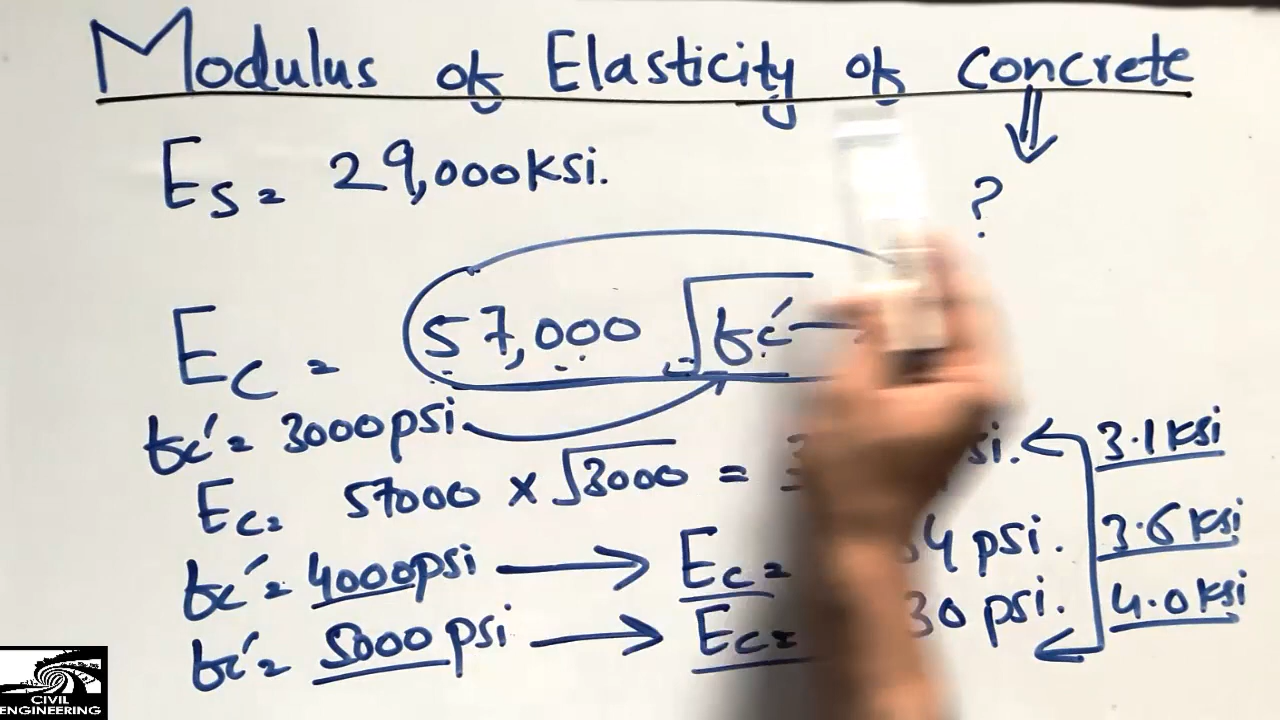 Modulus of Elasticity of concrete
Es = 29,000 ksi.
?
Ec = 57,000 √fc'
fc' = 3000 psi.
Ec = 57000 × √3000 = 3 si. 3.1 ksi
fc' = 4000 psi → Ec = 4 psi. 3.6 ksi
fc' = 5000 psi → Ec = 30 psi. 4.0 ksi
CIVIL
ENGINEERING